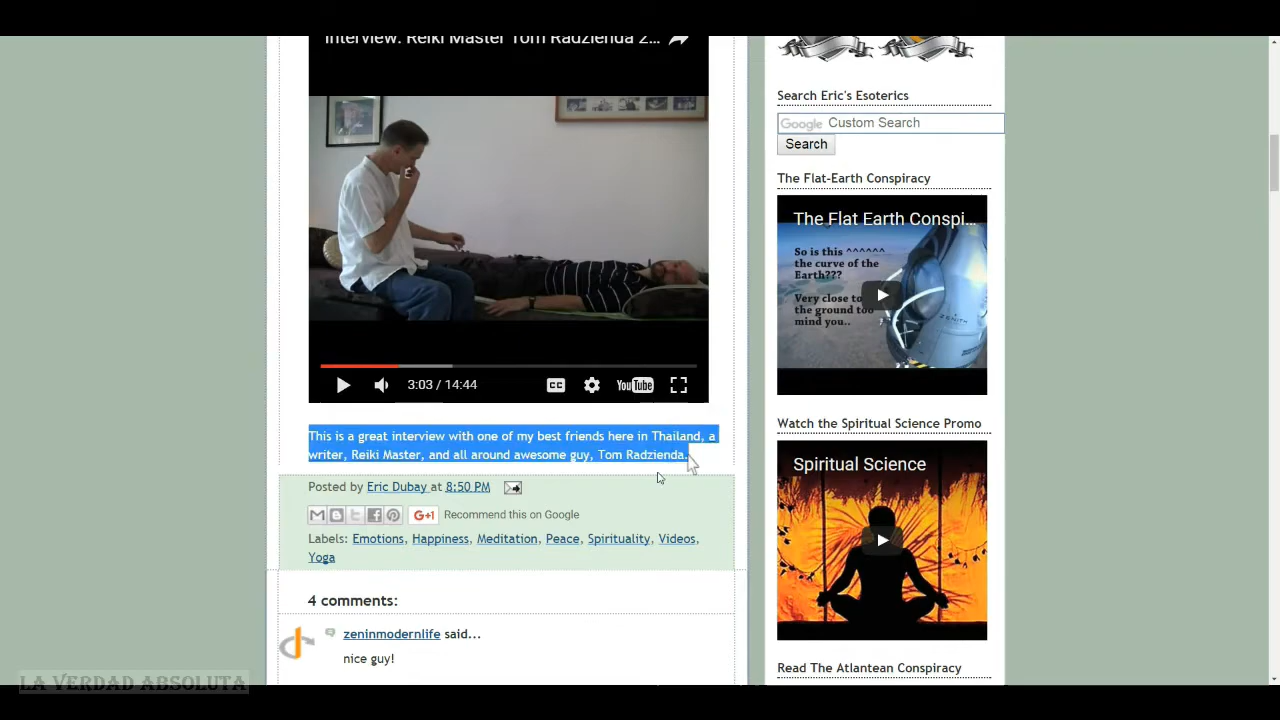 Interview: Reiki Master Tom Radzienda 2...
3:03 / 14:44
CC
YouTube
This is a great interview with one of my best friends here in Thailand, a
writer, Reiki Master, and all around awesome guy, Tom Radzienda.
Posted by Eric Dubay at 8:50 PM
G+1 Recommend this on Google
Labels: Emotions, Happiness, Meditation, Peace, Spirituality, Videos,
Yoga
4 comments:
zeninmodernlife said...
nice guy!
Search Eric's Esoterics
Google Custom Search
Search
The Flat-Earth Conspiracy
The Flat Earth Conspi...
So is this ^^^^^^
the curve of the
Earth???
Very close to
the ground too
mind you..
ZENITH
Watch the Spiritual Science Promo
Spiritual Science
Read The Atlantean Conspiracy
LA VERDAD ABSOLUTA